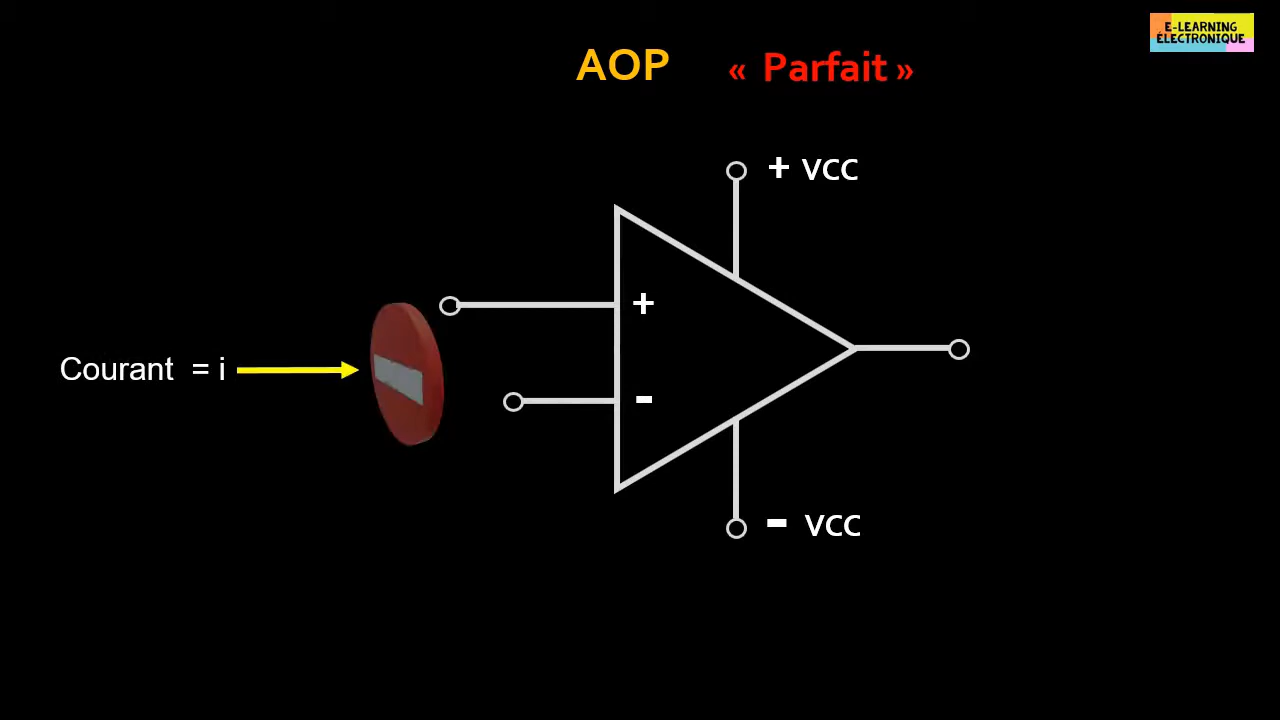 E-LEARNING
ÉLECTRONIQUE
AOP « Parfait »
+ VCC
+
Courant = i
-
- VCC